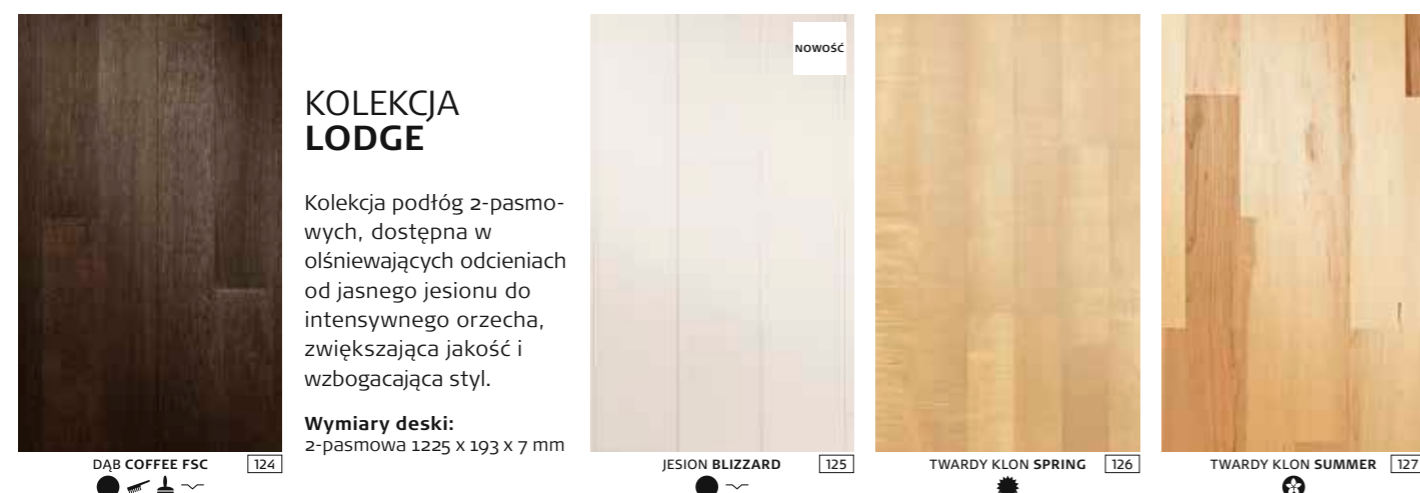 KOLEKCJA
LODGE
Kolekcja podłóg 2-pasmo-
wych, dostępna w
olśniewających odcieniach
od jasnego jesionu do
intensywnego orzecha,
zwiększająca jakość i
wzbogacająca styl.
Wymiary deski:
2-pasmowa 1225 x 193 x 7 mm
NOWOŚĆ
DĄB COFFEE FSC 124
JESION BLIZZARD 125
TWARDY KLON SPRING 126
TWARDY KLON SUMMER 127